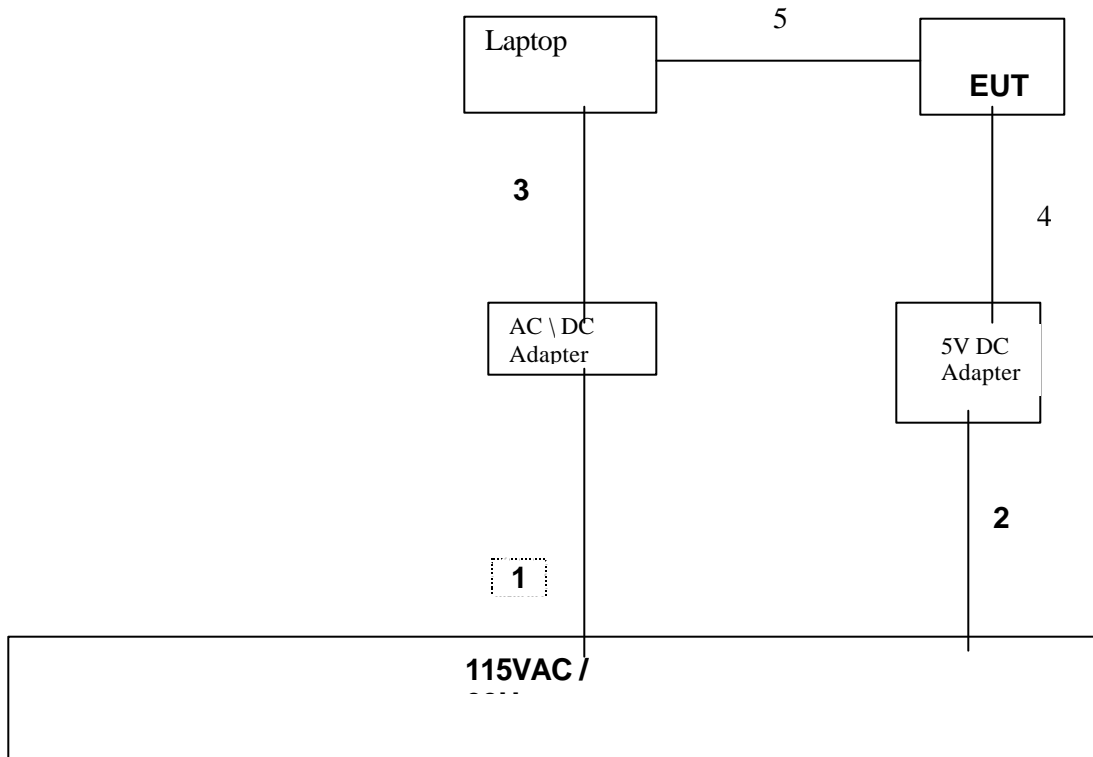 5
Laptop
EUT
3
4
AC \ DC
Adapter
5V DC
Adapter
2
1
115VAC /